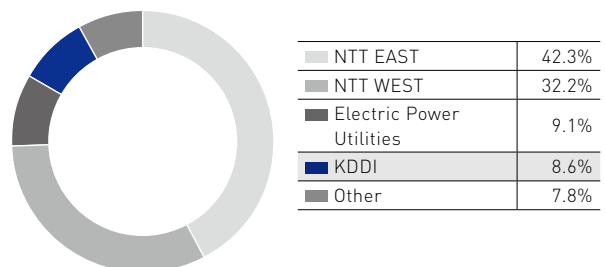 NTT EAST 42.3%
NTT WEST 32.2%
Electric Power
Utilities 9.1%
KDDI 8.6%
Other 7.8%